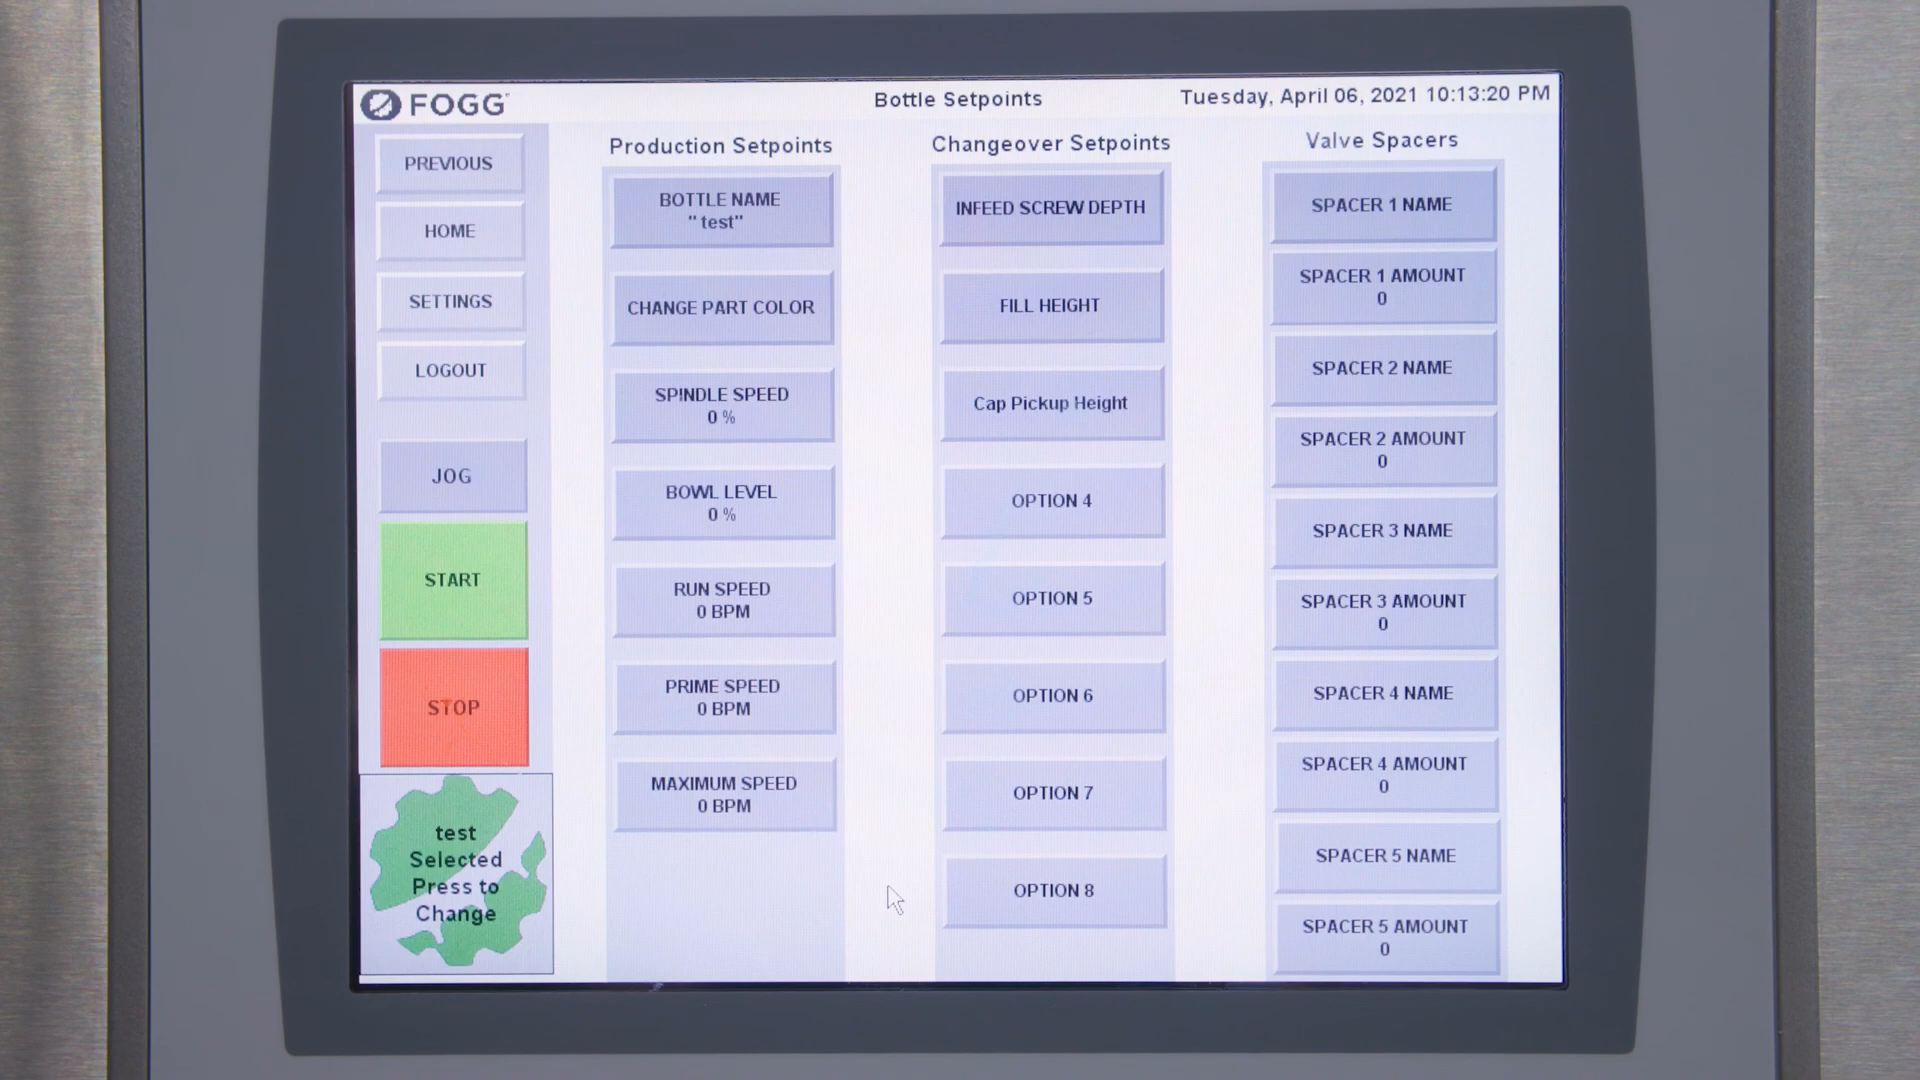 FOGG
Bottle Setpoints
Tuesday, April 06, 2021 10:13:20 PM
PREVIOUS
HOME
SETTINGS
LOGOUT
JOG
START
STOP
test
Selected
Press to
Change
Production Setpoints
BOTTLE NAME
"test"
CHANGE PART COLOR
SPINDLE SPEED
0 %
BOWL LEVEL
0 %
RUN SPEED
0 BPM
PRIME SPEED
0 BPM
MAXIMUM SPEED
0 BPM
Changeover Setpoints
INFEED SCREW DEPTH
FILL HEIGHT
Cap Pickup Height
OPTION 4
OPTION 5
OPTION 6
OPTION 7
OPTION 8
Valve Spacers
SPACER 1 NAME
SPACER 1 AMOUNT
0
SPACER 2 NAME
SPACER 2 AMOUNT
0
SPACER 3 NAME
SPACER 3 AMOUNT
0
SPACER 4 NAME
SPACER 4 AMOUNT
0
SPACER 5 NAME
SPACER 5 AMOUNT
0